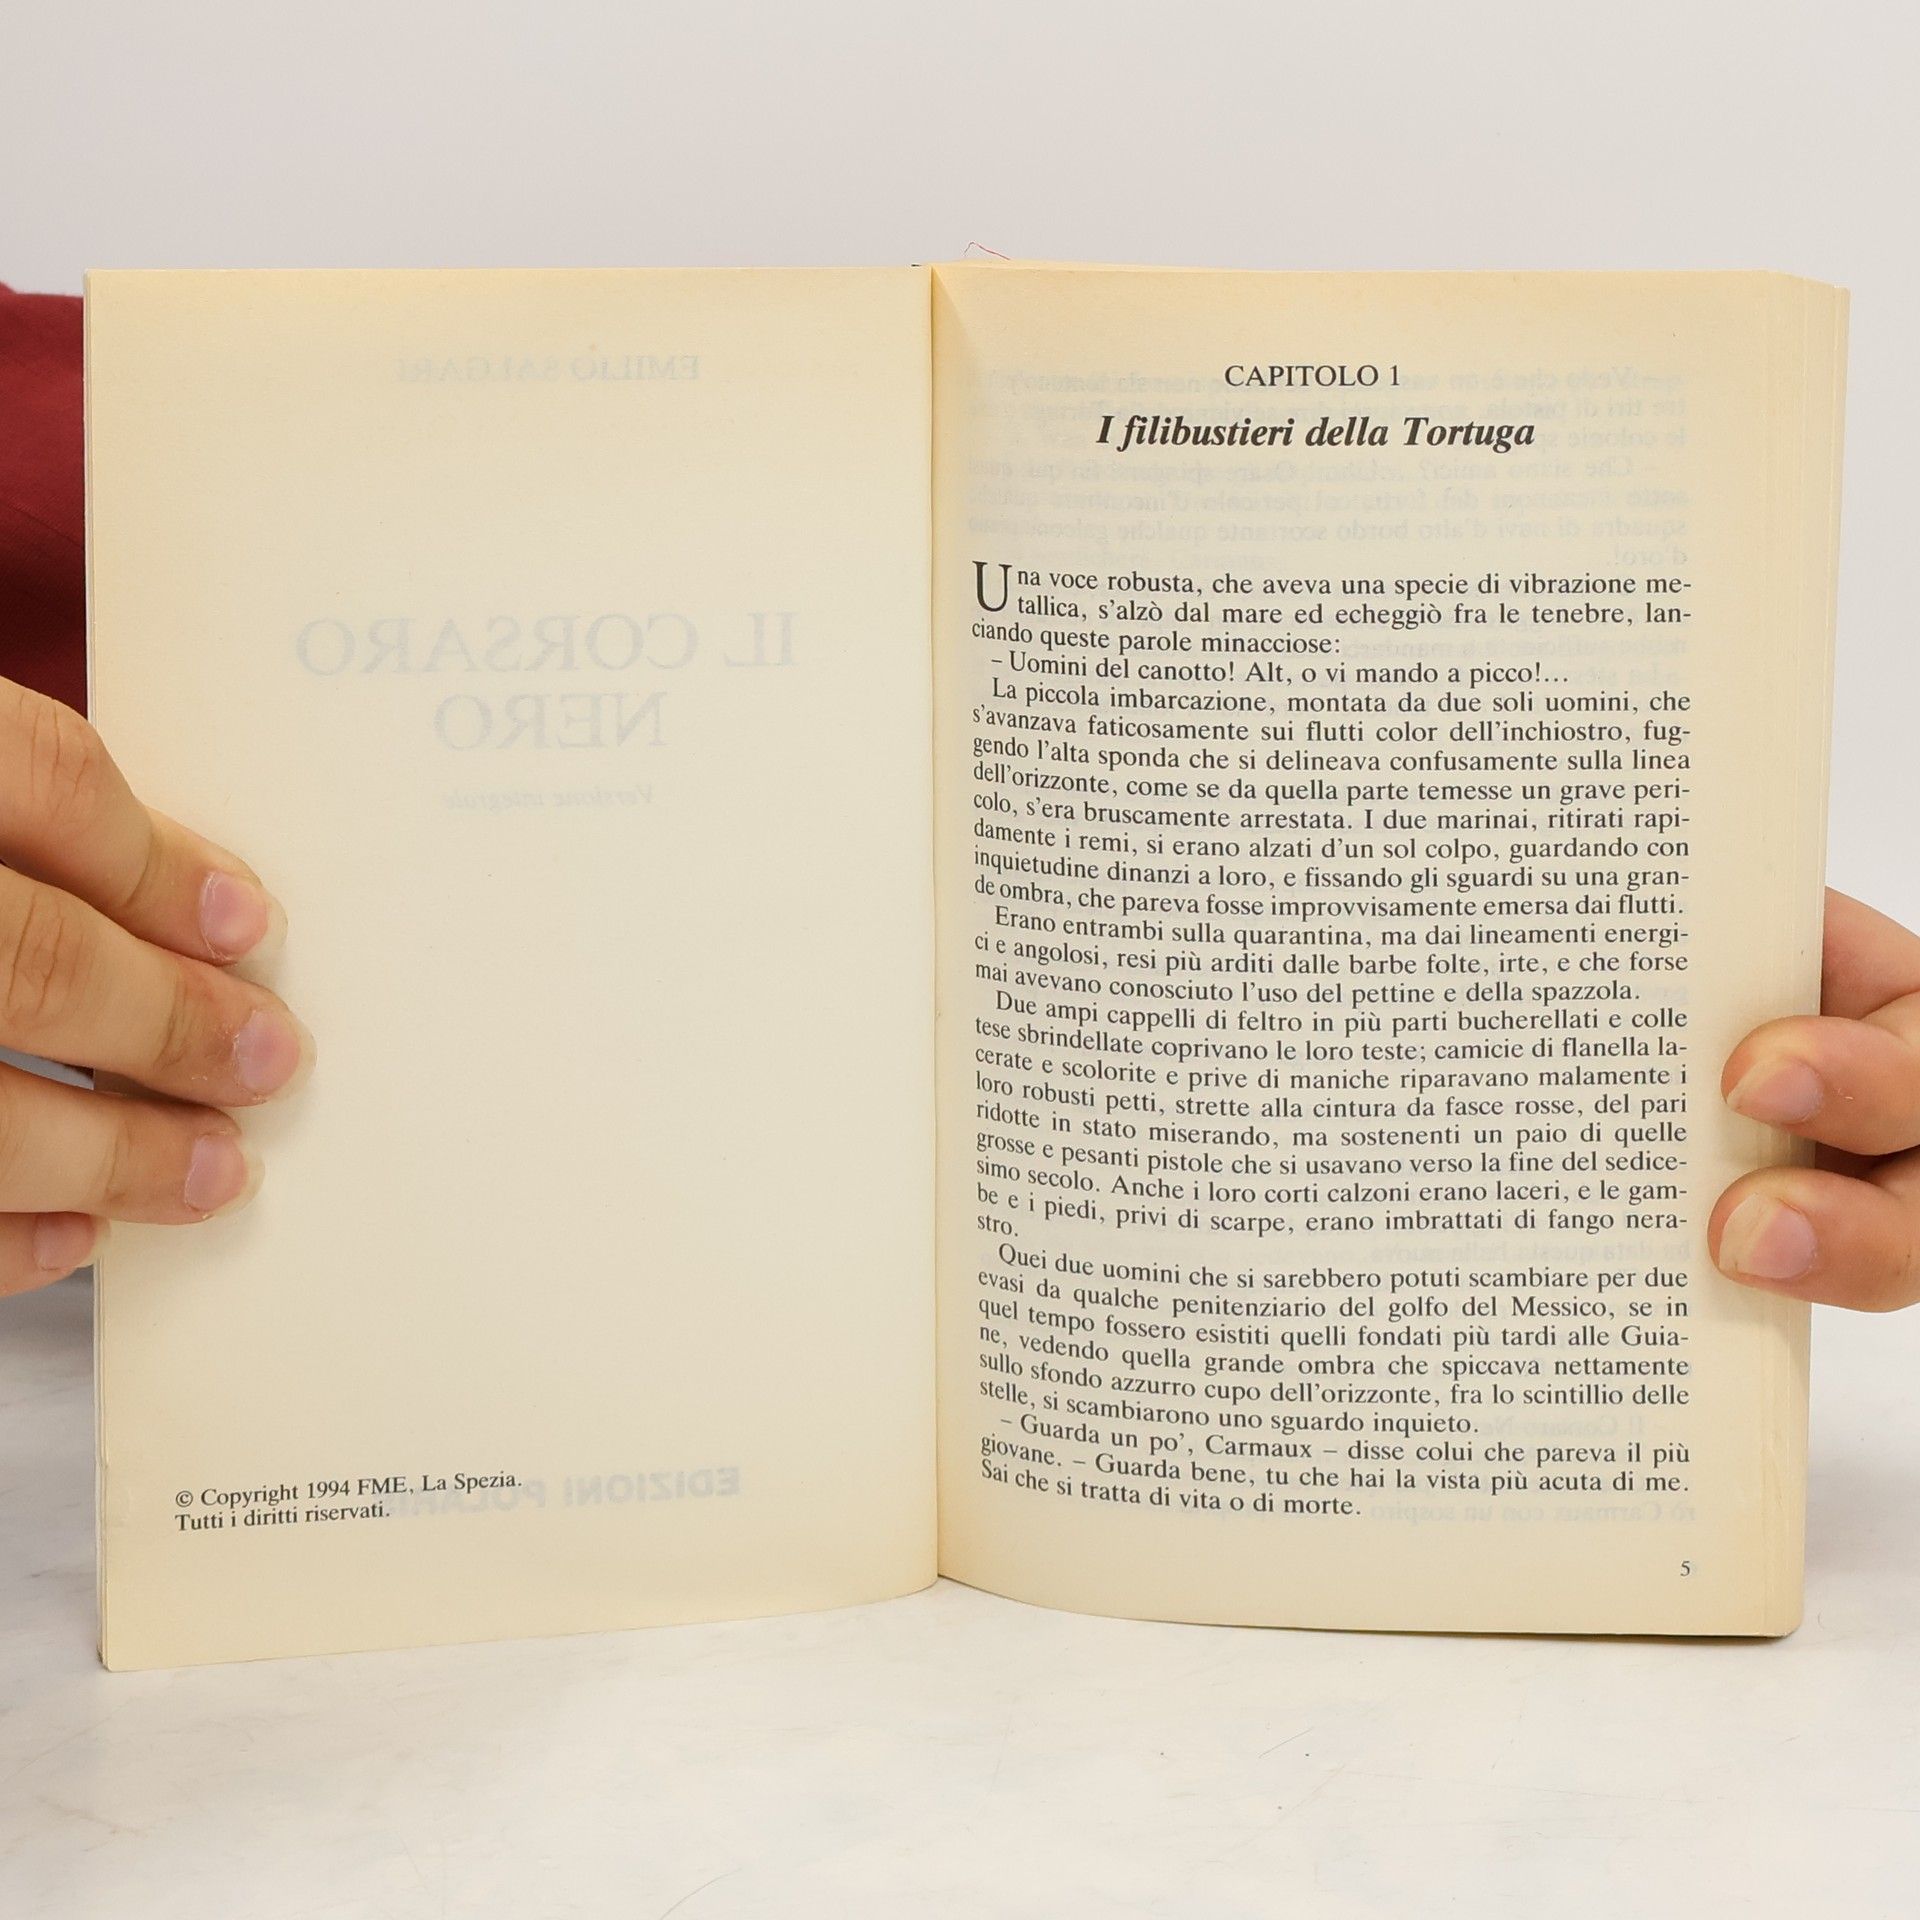 EMILIO SALGARI
IL CORSARO
NERO
Versione integrale
EDIZIONI
© Copyright 1994 FME, La Spezia.
Tutti i diritti riservati.
CAPITOLO 1
I filibustieri della Tortuga
Una voce robusta, che aveva una specie di vibrazione me-
tallica, s'alzò dal mare ed echeggiò fra le tenebre, lan-
ciando queste parole minacciose:
– Uomini del canotto! Alt, o vi mando a picco!...
La piccola imbarcazione, montata da due soli uomini, che
s'avanzava faticosamente sui flutti color dell'inchiostro, fug-
gendo l'alta sponda che si delineava confusamente sulla linea
dell'orizzonte, come se da quella parte temesse un grave peri-
colo, s'era bruscamente arrestata. I due marinai, ritirati rapi-
damente i remi, si erano alzati d'un sol colpo, guardando con
inquietudine dinanzi a loro, e fissando gli sguardi su una gran-
de ombra, che pareva fosse improvvisamente emersa dai flutti.
Erano entrambi sulla quarantina, ma dai lineamenti energi-
ci e angolosi, resi più arditi dalle barbe folte, irte, e che forse
mai avevano conosciuto l'uso del pettine e della spazzola.
Due ampi cappelli di feltro in più parti bucherellati e colle
tese sbrindellate coprivano le loro teste; camicie di flanella la-
cerate e scolorite e prive di maniche riparavano malamente i
loro robusti petti, strette alla cintura da fasce rosse, del pari
ridotte in stato miserando, ma sostenenti un paio di quelle
grosse e pesanti pistole che si usavano verso la fine del sedice-
simo secolo. Anche i loro corti calzoni erano laceri, e le gam-
be e i piedi, privi di scarpe, erano imbrattati di fango nera-
stro.
Quei due uomini che si sarebbero potuti scambiare per due
evasi da qualche penitenziario del golfo del Messico, se in
quel tempo fossero esistiti quelli fondati più tardi alle Guia-
ne, vedendo quella grande ombra che spiccava nettamente
sullo sfondo azzurro cupo dell'orizzonte, fra lo scintillio delle
stelle, si scambiarono uno sguardo inquieto.
– Guarda un po', Carmaux – disse colui che pareva il più
giovane. – Guarda bene, tu che hai la vista più acuta di me.
Sai che si tratta di vita o di morte.
5